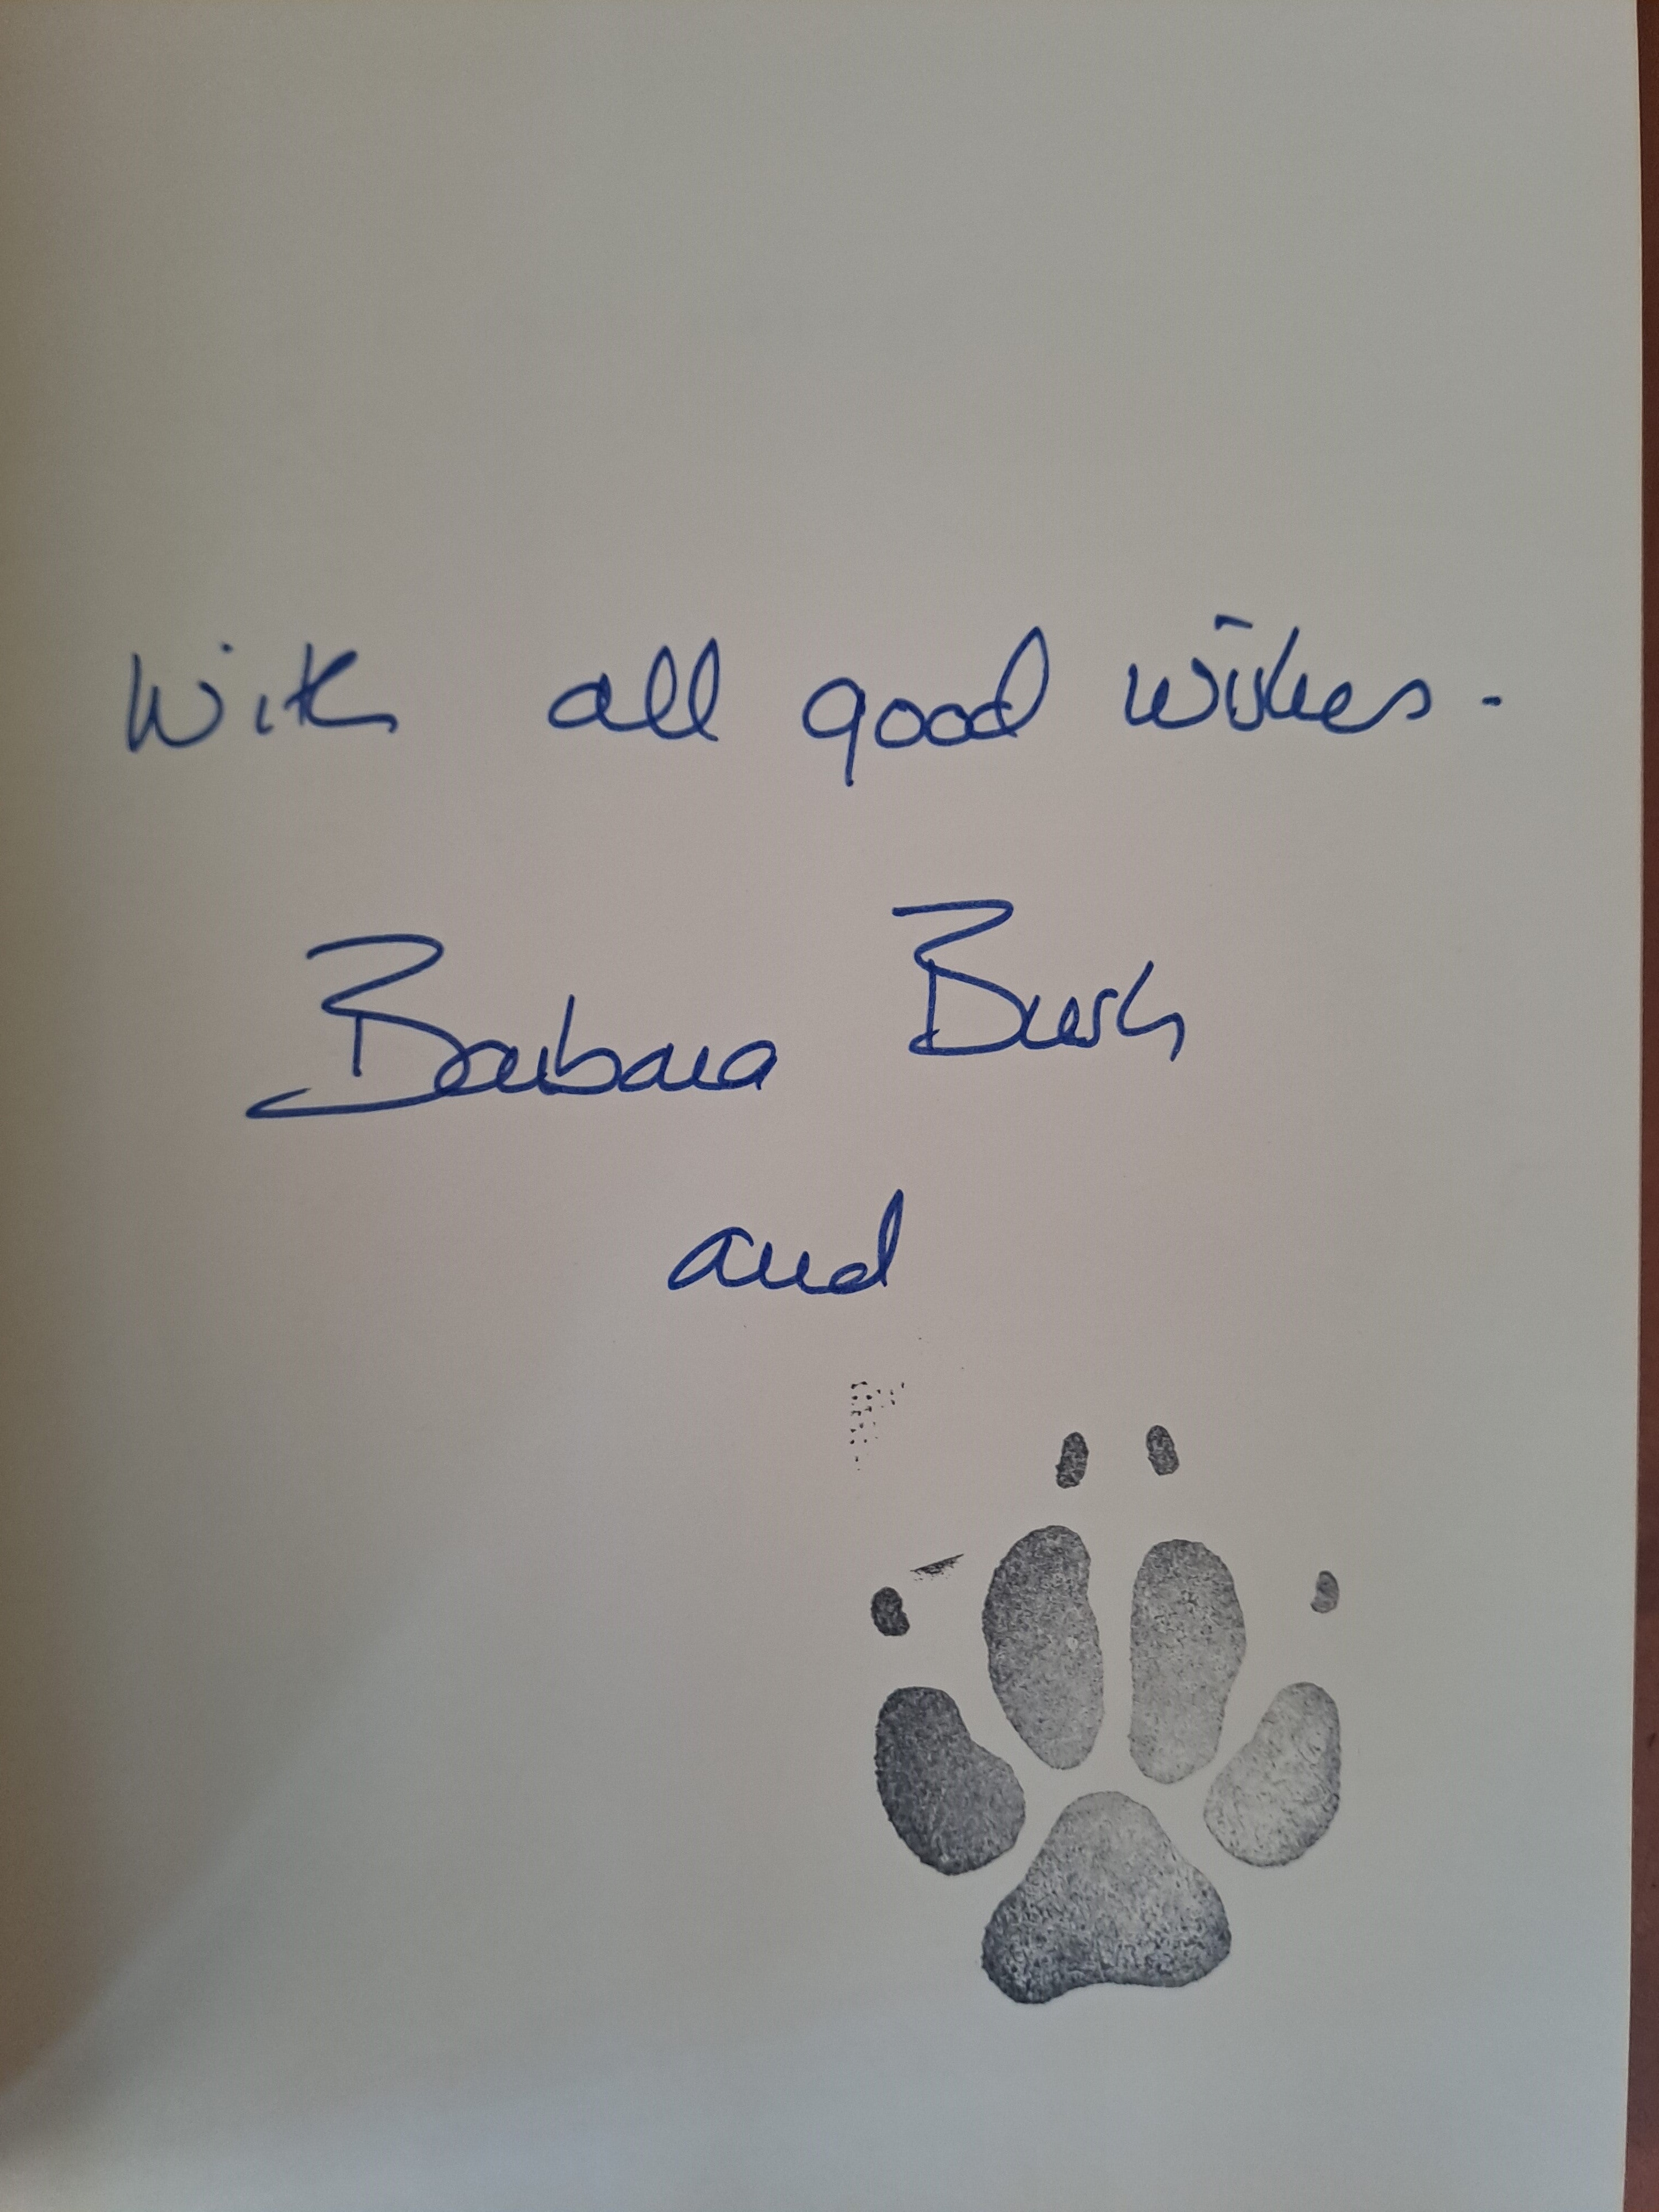 With all good wishes -
Barbara Bush
and